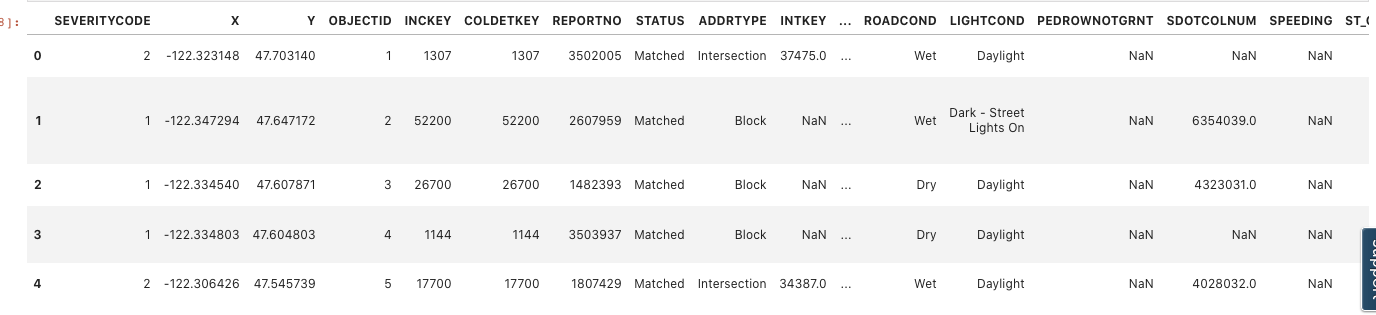 8]: SEVERITYCODE X Y OBJECTID INCKEY COLDETKEY REPORTNO STATUS ADDRTYPE INTKEY ... ROADCOND LIGHTCOND PEDROWNOTGRNT SDOTCOLNUM SPEEDING
0 2 -122.323148 47.703140 1 1307 1307 3502005 Matched Intersection 37475.0 ... Wet Daylight NaN NaN NaN
1 1 -122.347294 47.647172 2 52200 52200 2607959 Matched Block NaN ... Wet Dark - Street
Lights On NaN 6354039.0 NaN
2 1 -122.334540 47.607871 3 26700 26700 1482393 Matched Block NaN ... Dry Daylight NaN 4323031.0 NaN
3 1 -122.334803 47.604803 4 1144 1144 3503937 Matched Block NaN ... Dry Daylight NaN NaN NaN
4 2 -122.306426 47.545739 5 17700 17700 1807429 Matched Intersection 34387.0 ... Wet Daylight NaN 4028032.0 NaN